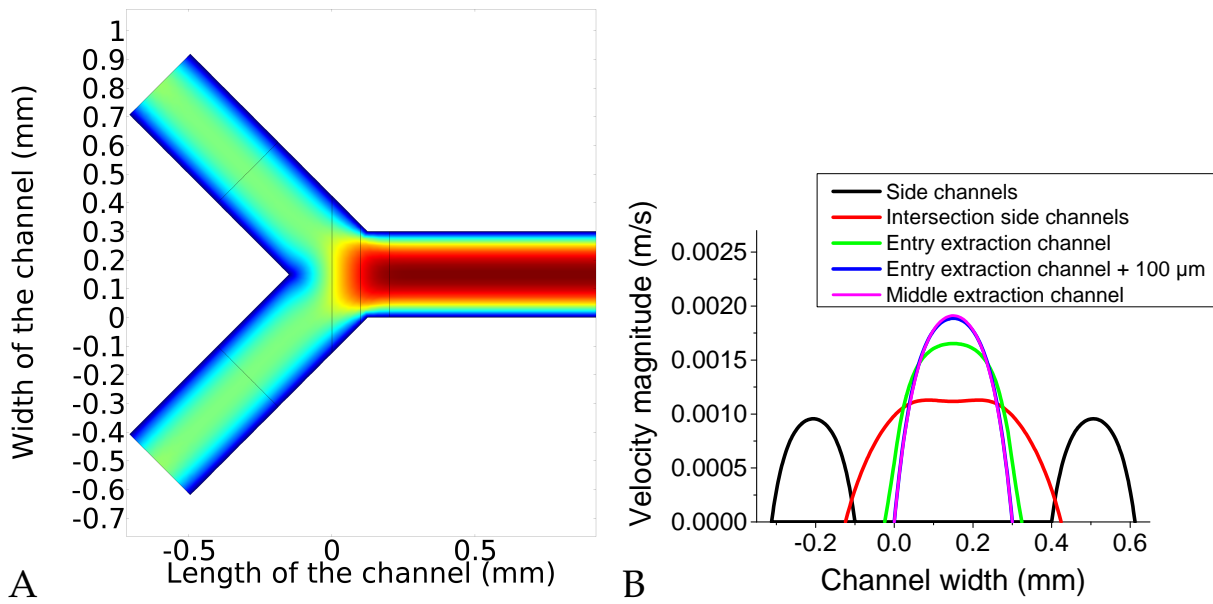 Width of the channel (mm)
1
0.9
0.8
0.7
0.6
0.5
0.4
0.3
0.2
0.1
0
-0.1
-0.2
-0.3
-0.4
-0.5
-0.6
-0.7
-0.5 0 0.5
Length of the channel (mm)
A
Side channels
Intersection side channels
Entry extraction channel
Entry extraction channel + 100 µm
Middle extraction channel
Velocity magnitude (m/s)
0.0025
0.0020
0.0015
0.0010
0.0005
0.0000
-0.2 0.0 0.2 0.4 0.6
Channel width (mm)
B